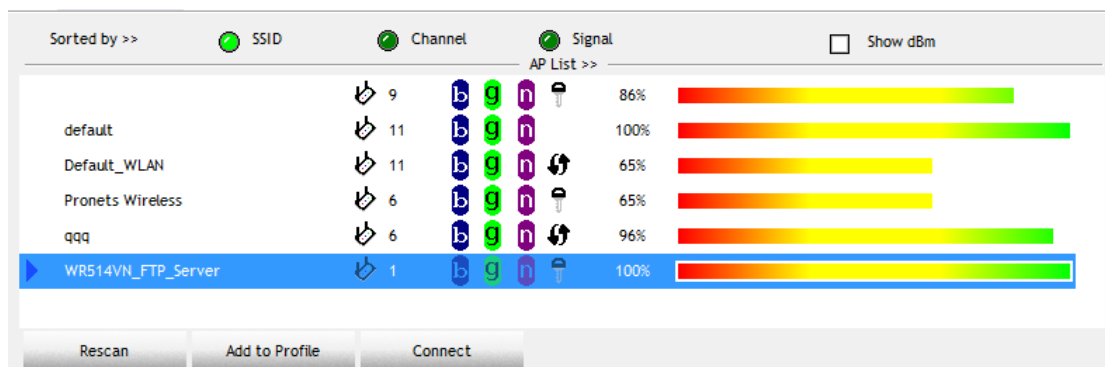 Sorted by >> SSID Channel Signal Show dBm
AP List >>
9 b g n 86%
default 11 b g n 100%
Default_WLAN 11 b g n 65%
Pronets Wireless 6 b g n 65%
qqq 6 b g n 96%
WR514VN_FTP_Server 1 b g n 100%
Rescan Add to Profile Connect